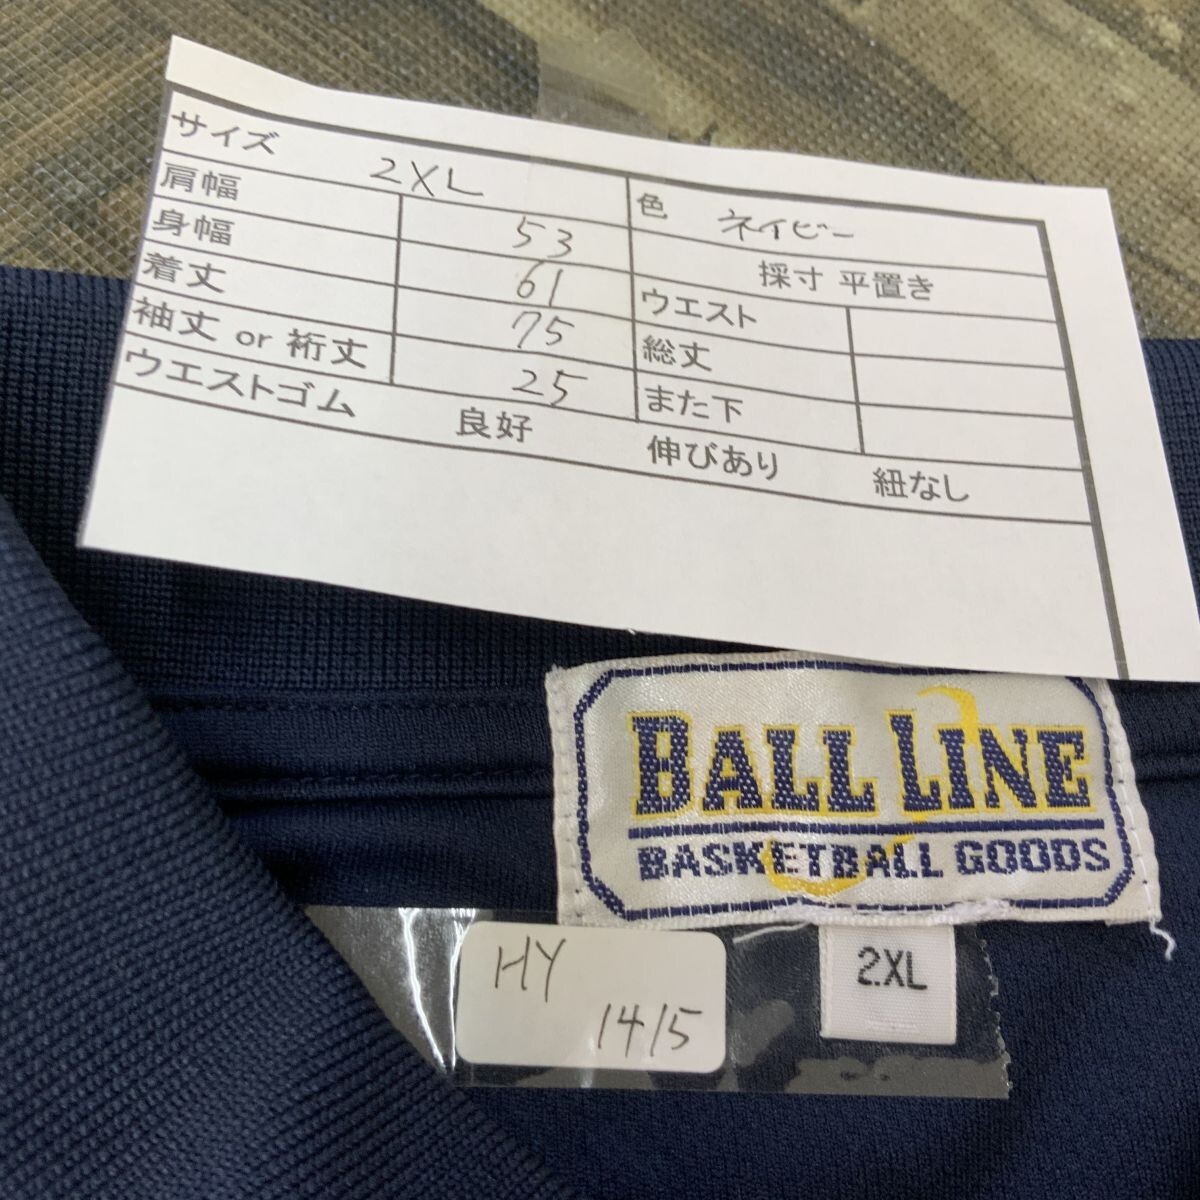 サイズ 2XL 色 ネイビー
肩幅 53 採寸 平置き
身幅 61 ウエスト
着丈 75 総丈
袖丈 or 裄丈 25 また下
ウエストゴム 良好 伸びあり 紐なし
BALL LINE
BASKETBALL GOODS
2XL
HY
1415